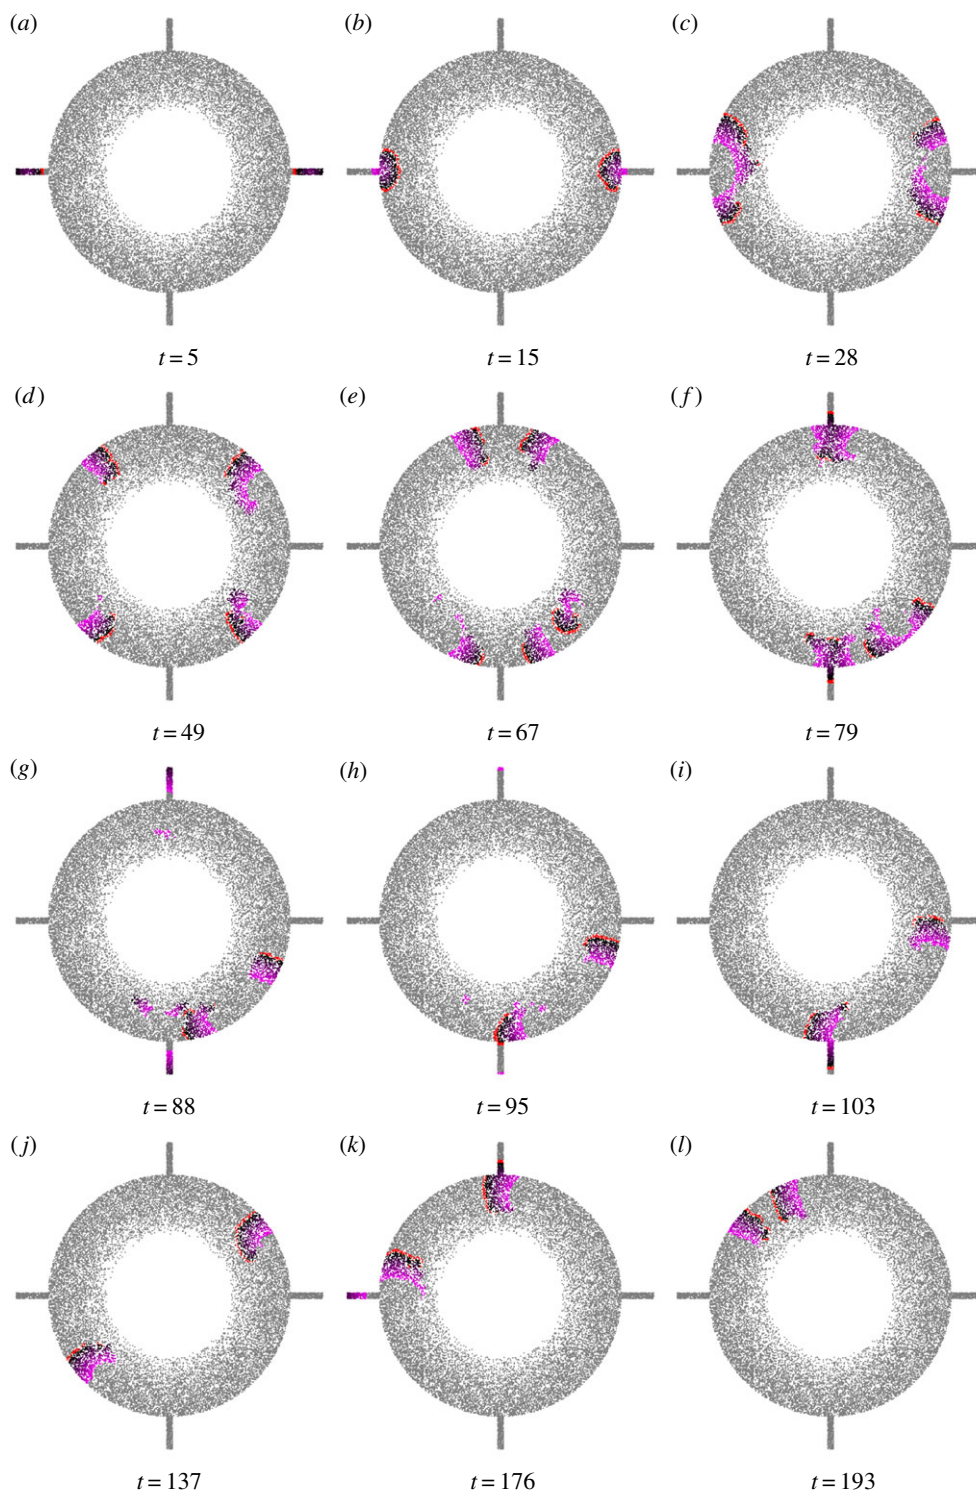 (a) (b) (c)
t = 5 t = 15 t = 28
(d) (e) (f)
t = 49 t = 67 t = 79
(g) (h) (i)
t = 88 t = 95 t = 103
(j) (k) (l)
t = 137 t = 176 t = 193